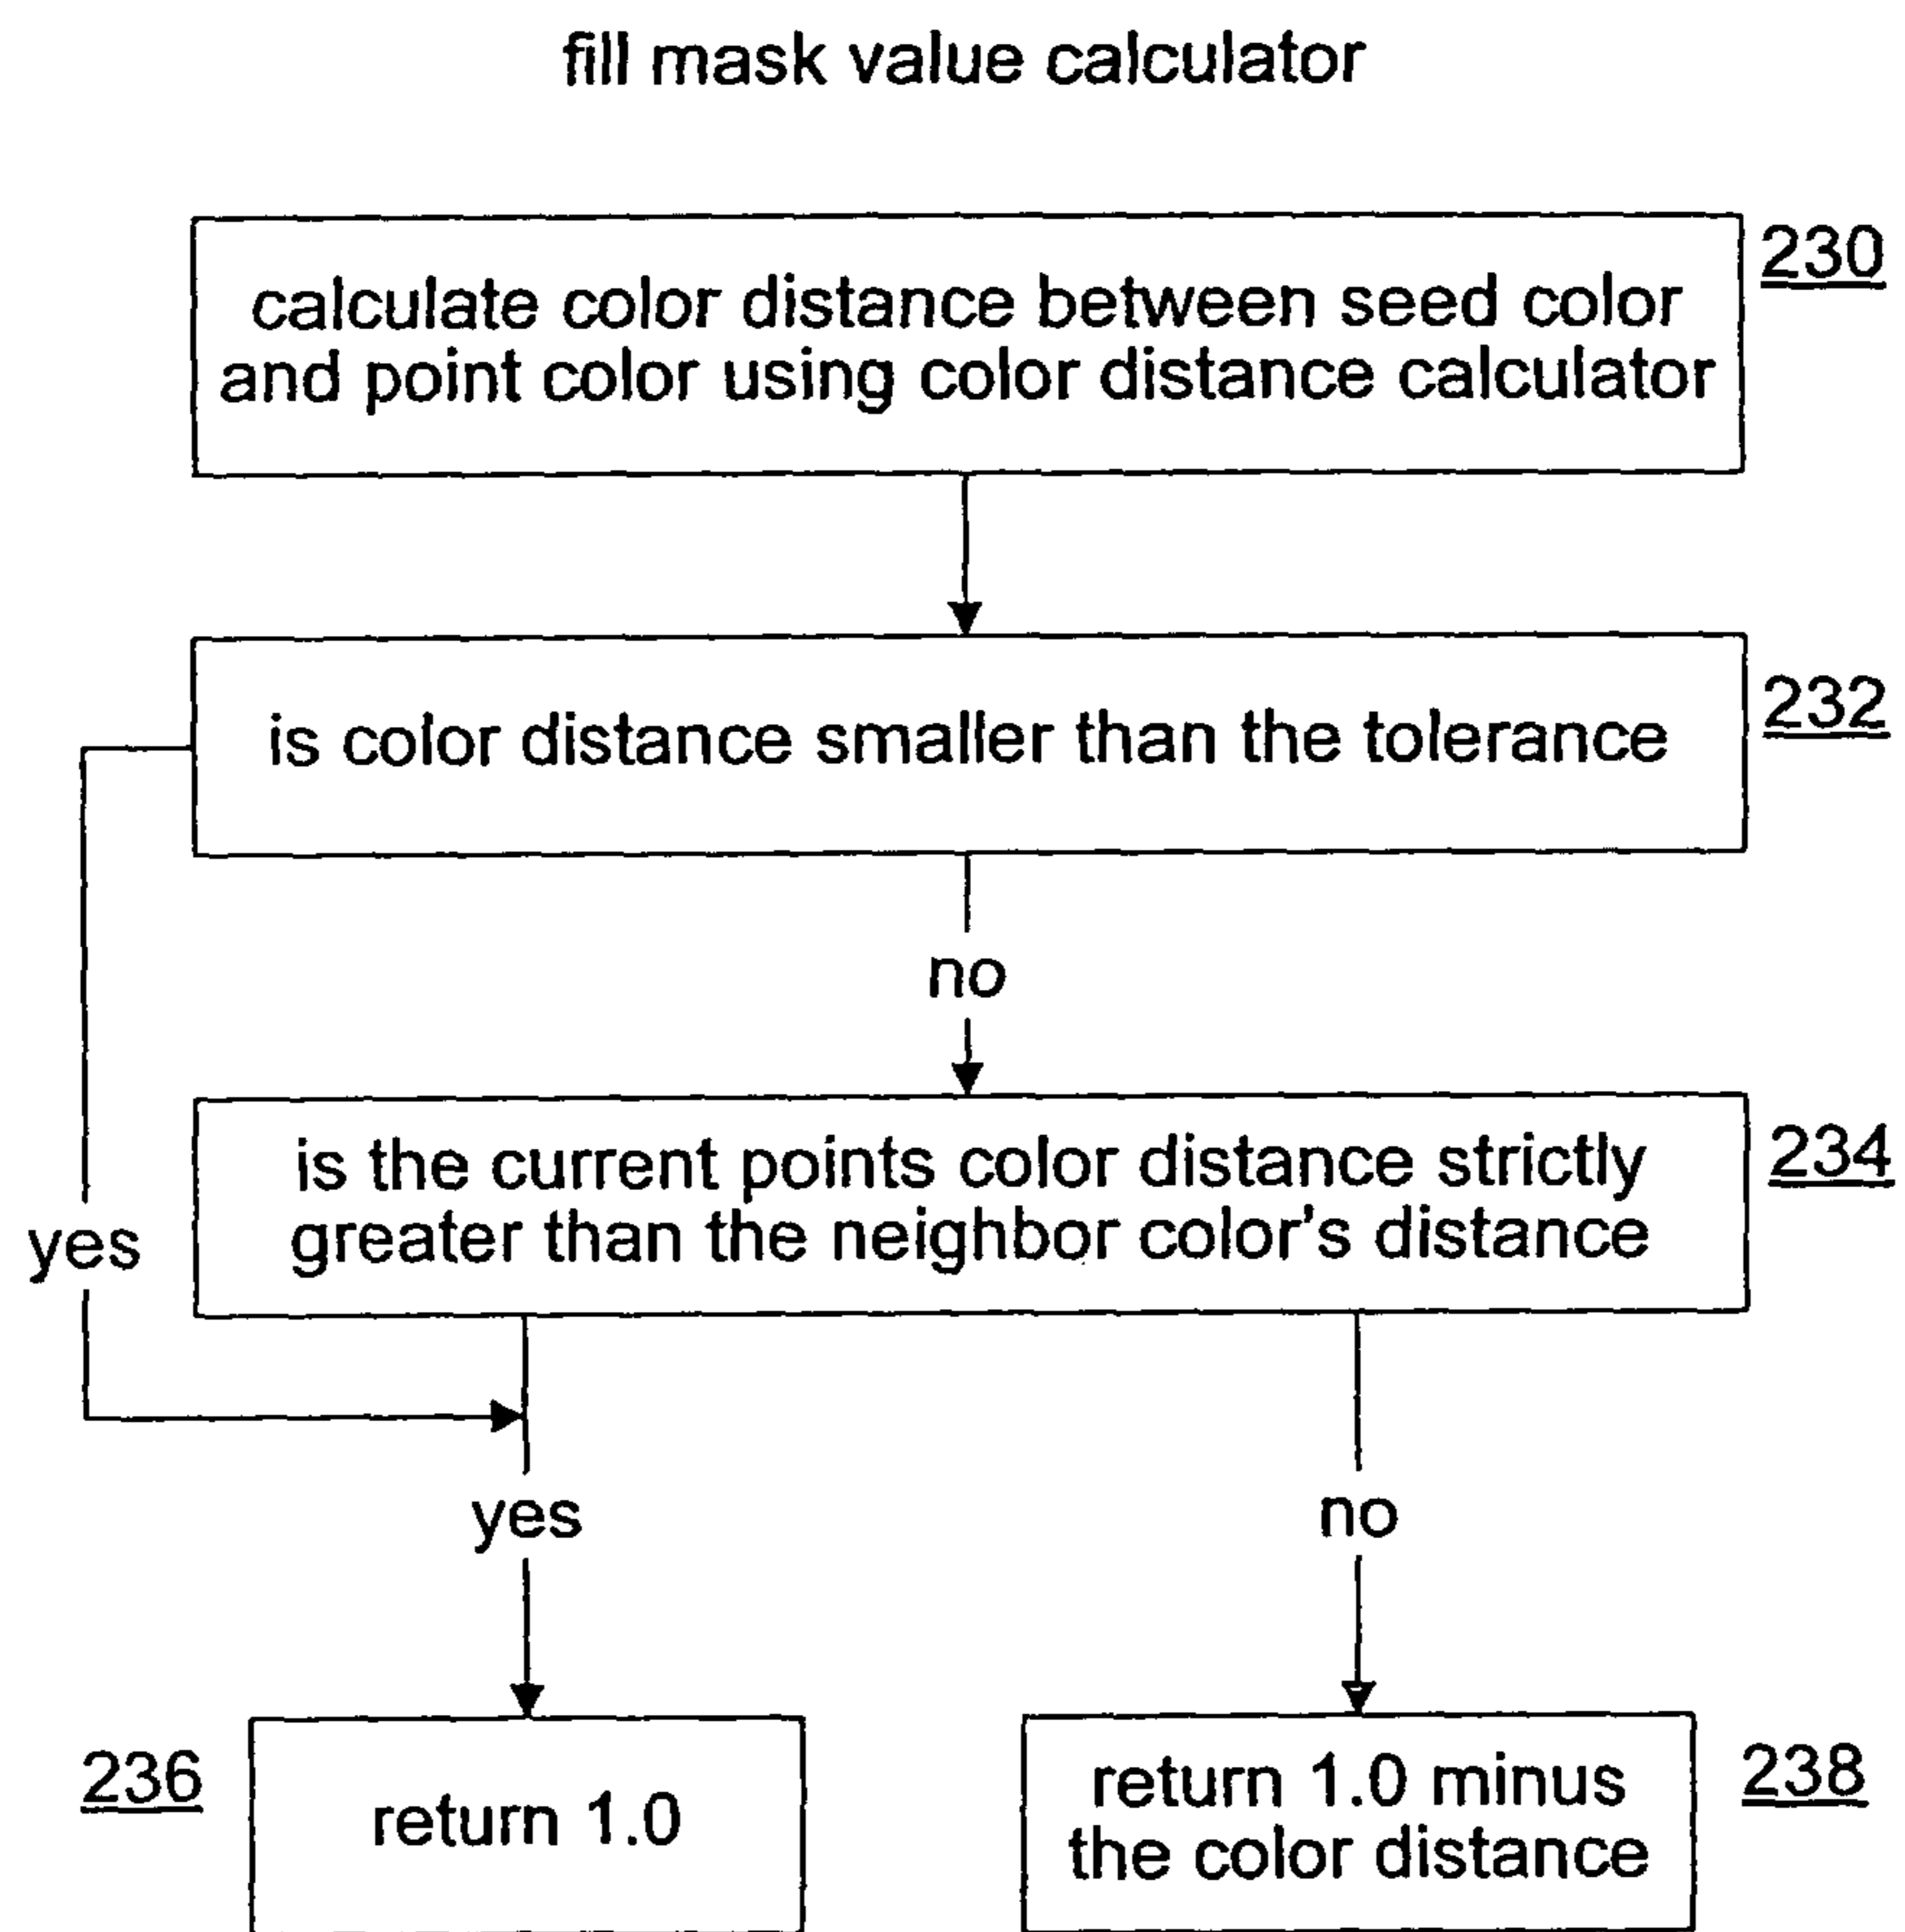 fill mask value calculator
230
calculate color distance between seed color
and point color using color distance calculator
232
is color distance smaller than the tolerance
no
234
is the current points color distance strictly
greater than the neighbor color's distance
yes
yes
no
236
return 1.0
238
return 1.0 minus
the color distance